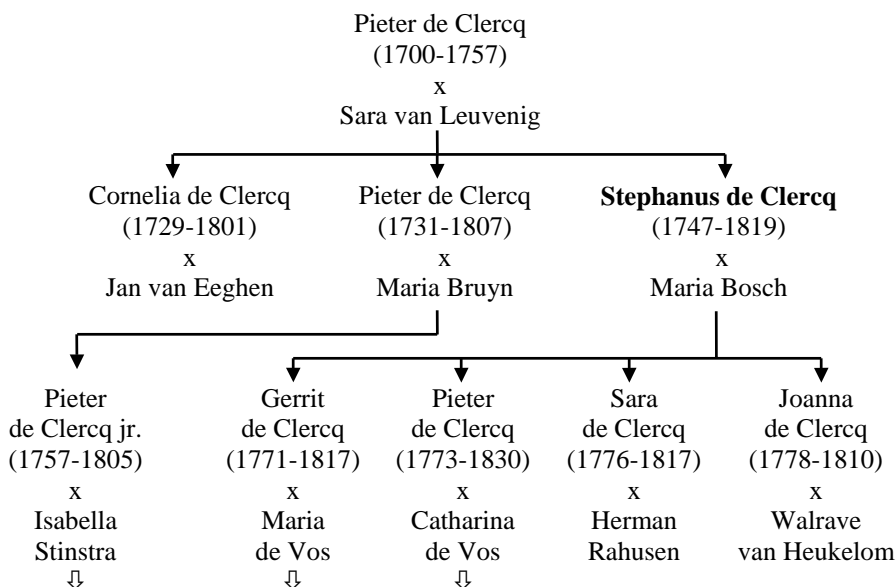 Pieter de Clercq
(1700-1757)
x
Sara van Leuvenig
Cornelia de Clercq
(1729-1801)
x
Jan van Eeghen
Pieter de Clercq
(1731-1807)
x
Maria Bruyn
Stephanus de Clercq
(1747-1819)
x
Maria Bosch
Pieter
de Clercq jr.
(1757-1805)
x
Isabella
Stinstra
Gerrit
de Clercq
(1771-1817)
x
Maria
de Vos
Pieter
de Clercq
(1773-1830)
x
Catharina
de Vos
Sara
de Clercq
(1776-1817)
x
Herman
Rahusen
Joanna
de Clercq
(1778-1810)
x
Walrave
van Heukelom